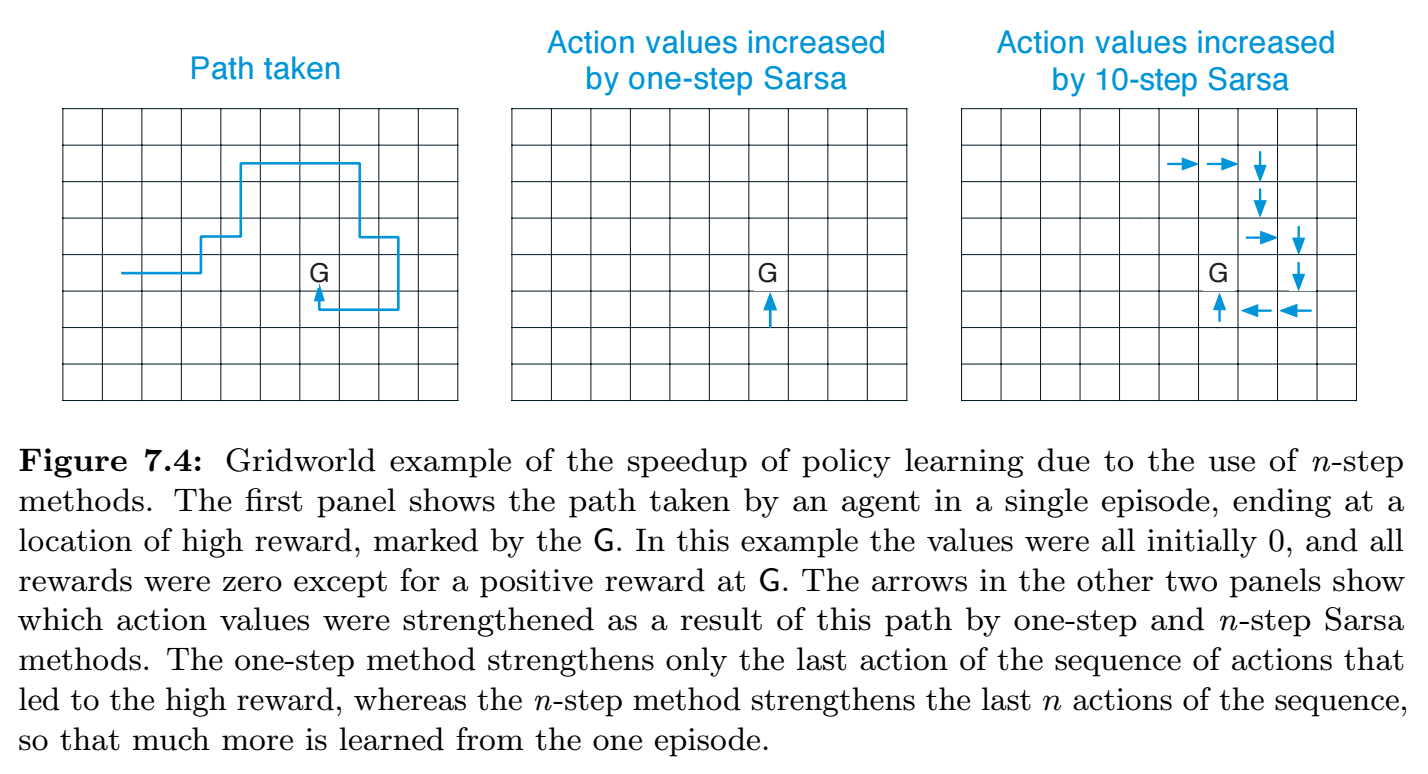 Path taken
Action values increased
by one-step Sarsa
Action values increased
by 10-step Sarsa
G
G
G
Figure 7.4: Gridworld example of the speedup of policy learning due to the use of n-step
methods. The first panel shows the path taken by an agent in a single episode, ending at a
location of high reward, marked by the G. In this example the values were all initially 0, and all
rewards were zero except for a positive reward at G. The arrows in the other two panels show
which action values were strengthened as a result of this path by one-step and n-step Sarsa
methods. The one-step method strengthens only the last action of the sequence of actions that
led to the high reward, whereas the n-step method strengthens the last n actions of the sequence,
so that much more is learned from the one episode.